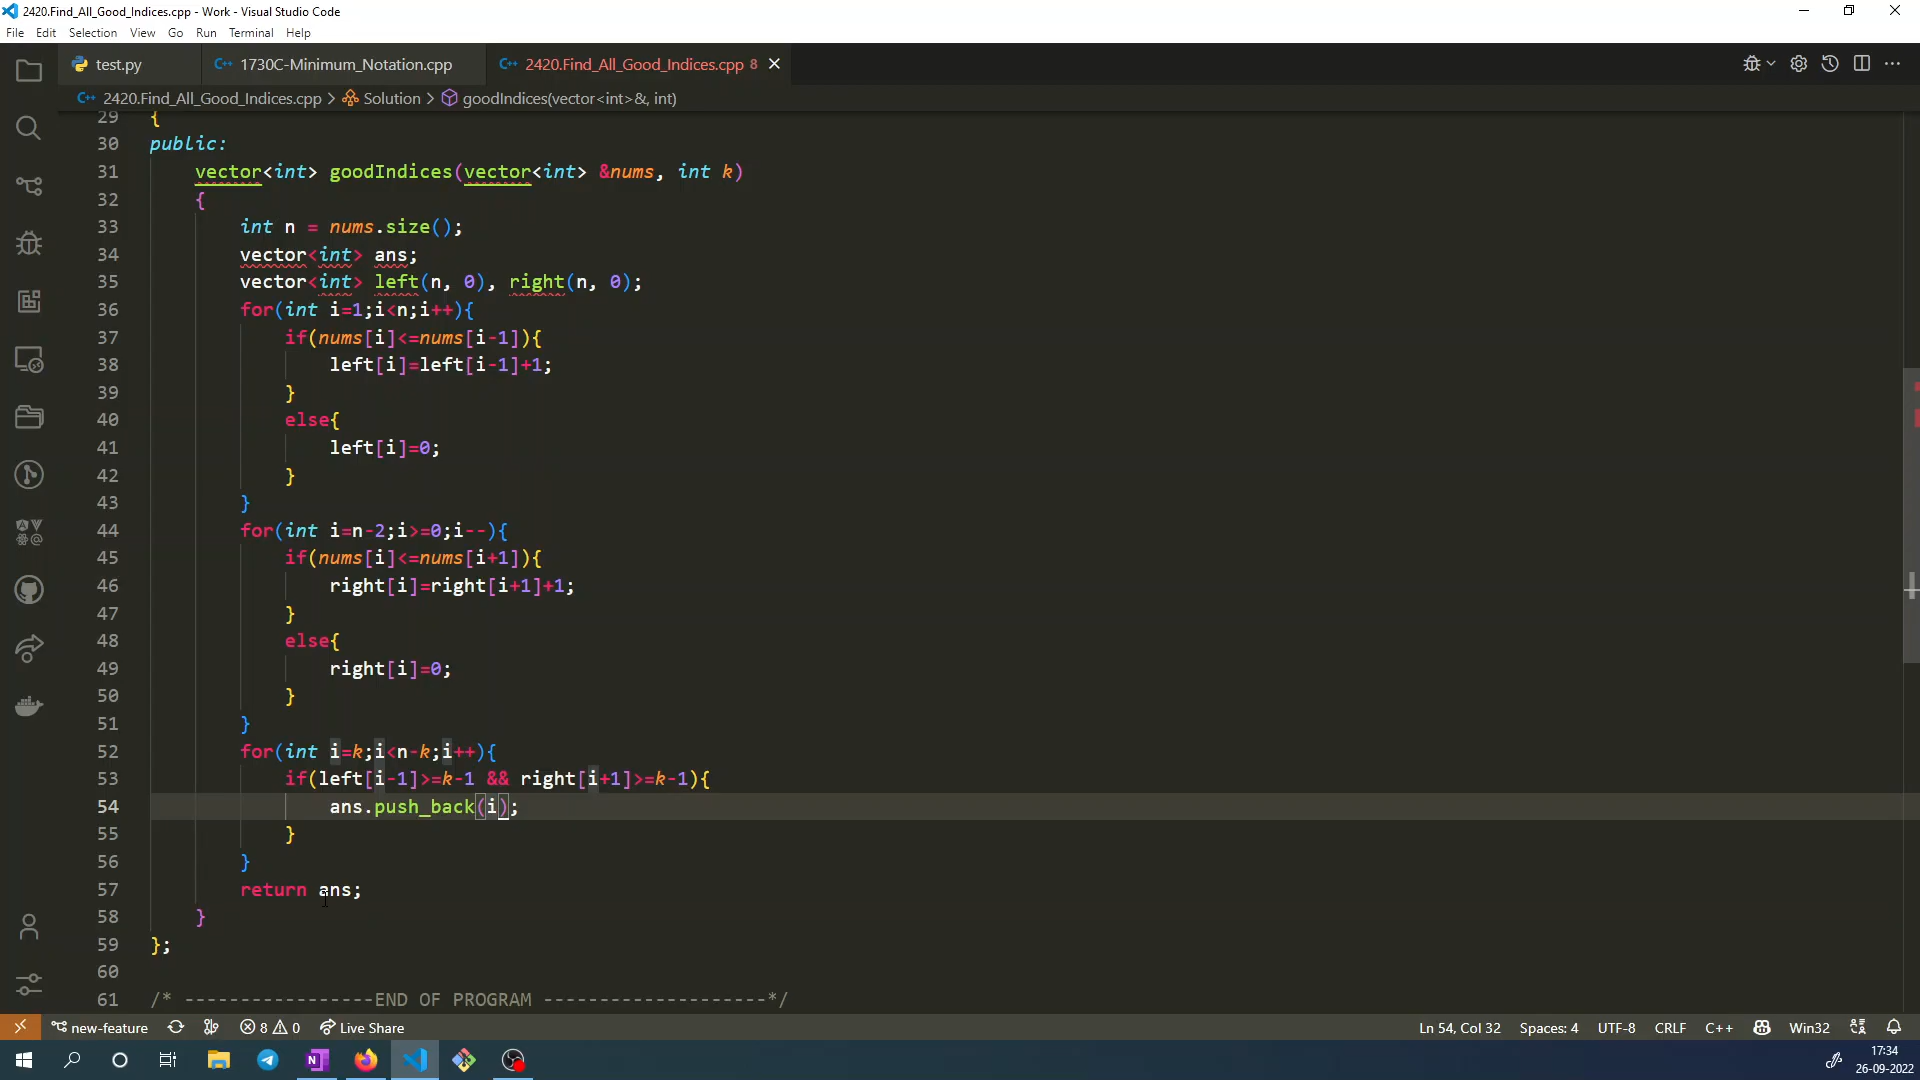 2420.Find_All_Good_Indices.cpp - Work - Visual Studio Code
File Edit Selection View Go Run Terminal Help
test.py
1730C-Minimum_Notation.cpp
2420.Find_All_Good_Indices.cpp 8
2420.Find_All_Good_Indices.cpp > Solution > goodIndices(vector<int>&, int)
29 {
30 public:
31     vector<int> goodIndices(vector<int> &nums, int k)
32     {
33         int n = nums.size();
34         vector<int> ans;
35         vector<int> left(n, 0), right(n, 0);
36         for(int i=1;i<n;i++){
37             if(nums[i]<=nums[i-1]){
38                 left[i]=left[i-1]+1;
39             }
40             else{
41                 left[i]=0;
42             }
43         }
44         for(int i=n-2;i>=0;i--){
45             if(nums[i]<=nums[i+1]){
46                 right[i]=right[i+1]+1;
47             }
48             else{
49                 right[i]=0;
50             }
51         }
52         for(int i=k;i<n-k;i++){
53             if(left[i-1]>=k-1 && right[i+1]>=k-1){
54                 ans.push_back(i);
55             }
56         }
57         return ans;
58     }
59 };
60
61 /* -----------------END OF PROGRAM --------------------*/
new-feature 8 0 Live Share Ln 54, Col 32 Spaces: 4 UTF-8 CRLF C++ Win32
17:34
26-09-2022